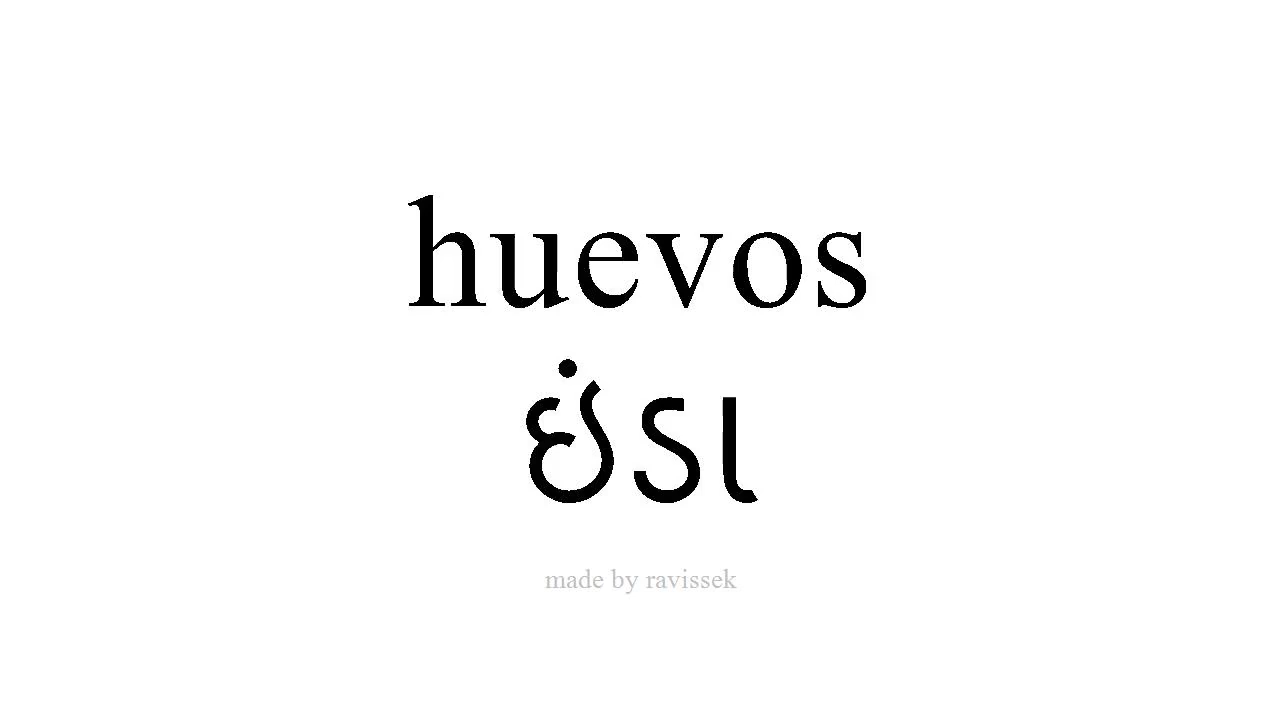 huevos
ઇંડા
made by ravissek